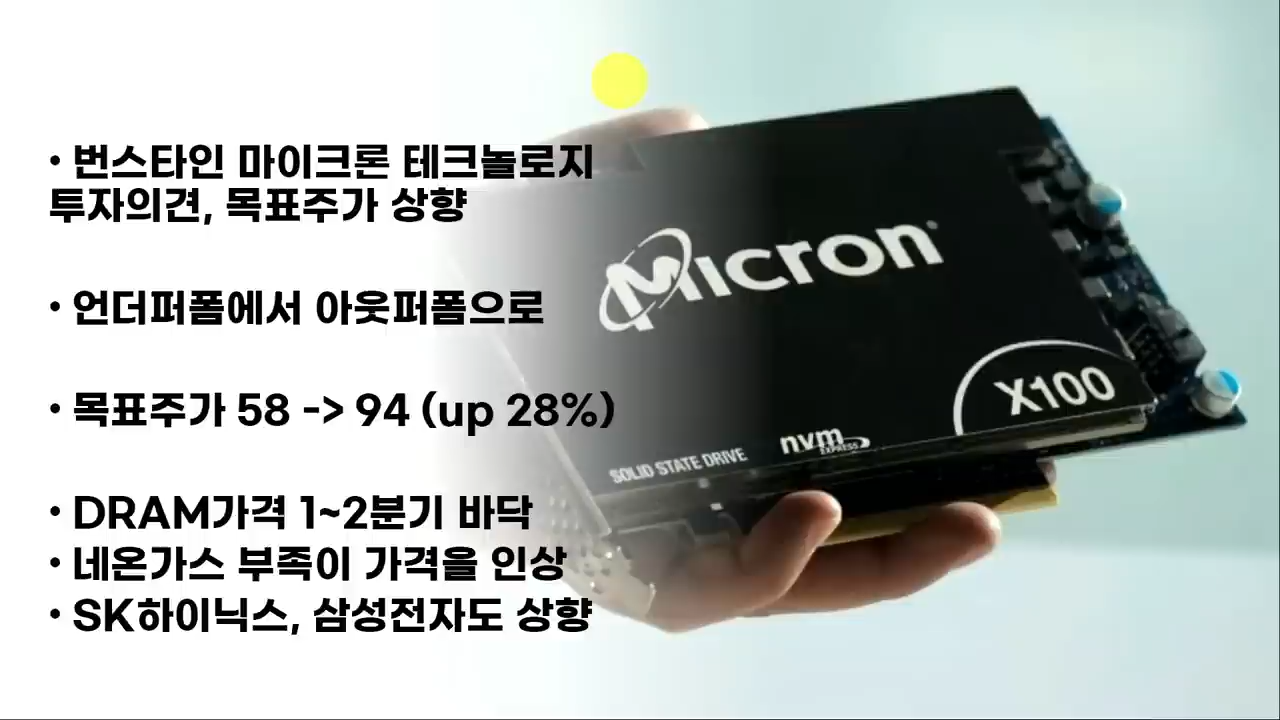 • 번스타인 마이크론 테크놀로지
투자의견, 목표주가 상향
• 언더퍼폼에서 아웃퍼폼으로
• 목표주가 58 -> 94 (up 28%)
• DRAM가격 1~2분기 바닥
• 네온가스 부족이 가격을 인상
• SK하이닉스, 삼성전자도 상향
Micron
X100
SOLID STATE DRIVE
nvm
EXPRESS